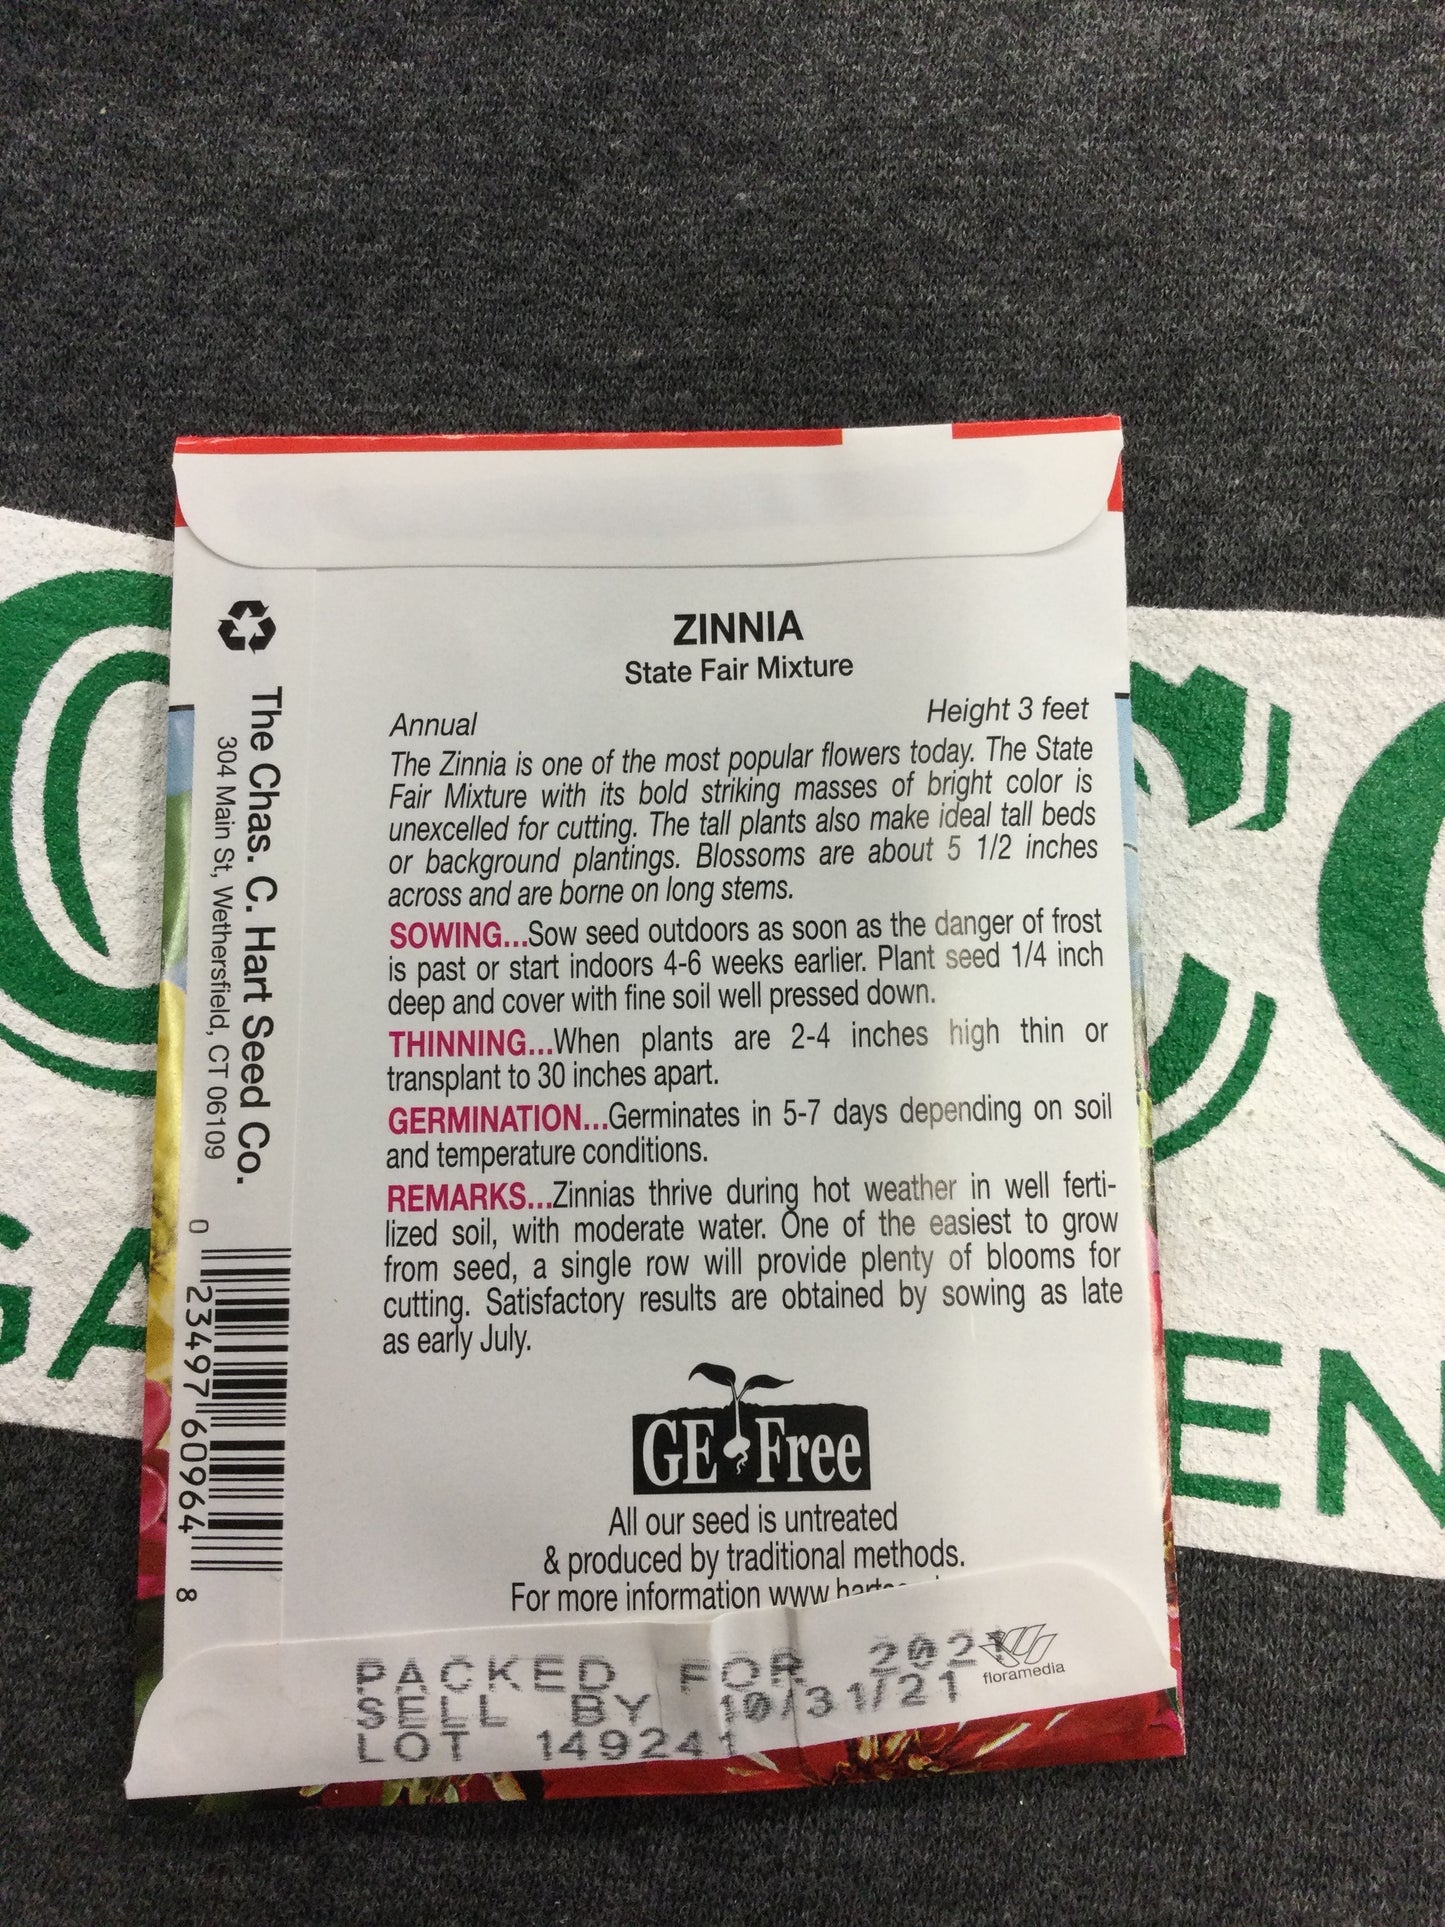 ZINNIA
State Fair Mixture
Annual
Height 3 feet
The Zinnia is one of the most popular flowers today. The State
Fair Mixture with its bold striking masses of bright color is
unexcelled for cutting. The tall plants also make ideal tall beds
or background plantings. Blossoms are about 5 1/2 inches
across and are borne on long stems.
SOWING...Sow seed outdoors as soon as the danger of frost
is past or start indoors 4-6 weeks earlier. Plant seed 1/4 inch
deep and cover with fine soil well pressed down.
THINNING...When plants are 2-4 inches high thin or
transplant to 30 inches apart.
GERMINATION...Germinates in 5-7 days depending on soil
and temperature conditions.
REMARKS...Zinnias thrive during hot weather in well ferti-
lized soil, with moderate water. One of the easiest to grow
from seed, a single row will provide plenty of blooms for
cutting. Satisfactory results are obtained by sowing as late
as early July.
GE Free
All our seed is untreated
& produced by traditional methods.
For more information
PACKED FOR 2021
SELL BY 10/31/21
LOT 149241
floramedia
The Chas. C. Hart Seed Co.
304 Main St, Wethersfield, CT 06109
0 23497 60964 8
GA
EN